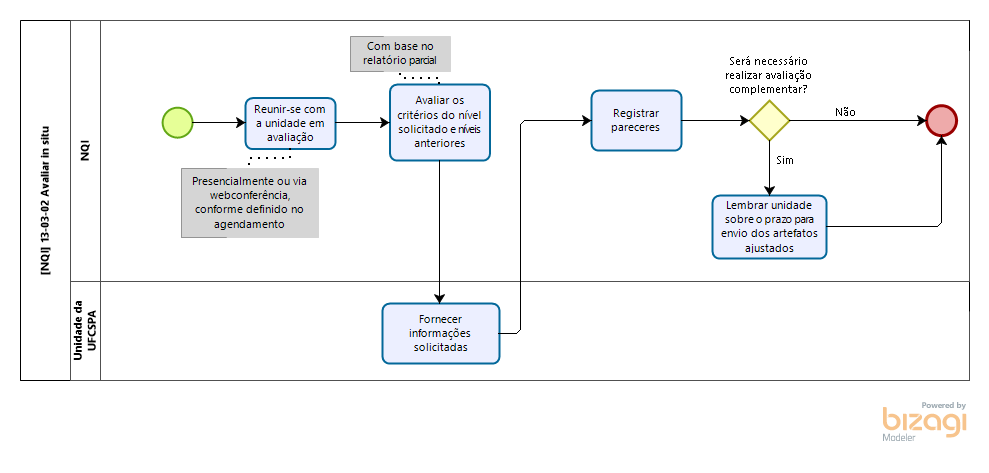 [NQI] 13-03-02 Avaliar in situ
NQI
Com base no
relatório parcial
Reunir-se com
a unidade em
avaliação
Presencialmente ou via
webconferência,
conforme definido no
agendamento
Avaliar os
critérios do nível
solicitado e níveis
anteriores
Registrar
pareceres
Será necessário
realizar avaliação
complementar?
Não
Sim
Lembrar unidade
sobre o prazo para
envio dos artefatos
ajustados
Unidade da
UFCSPA
Fornecer
informações
solicitadas
Powered by
bizagi
Modeler